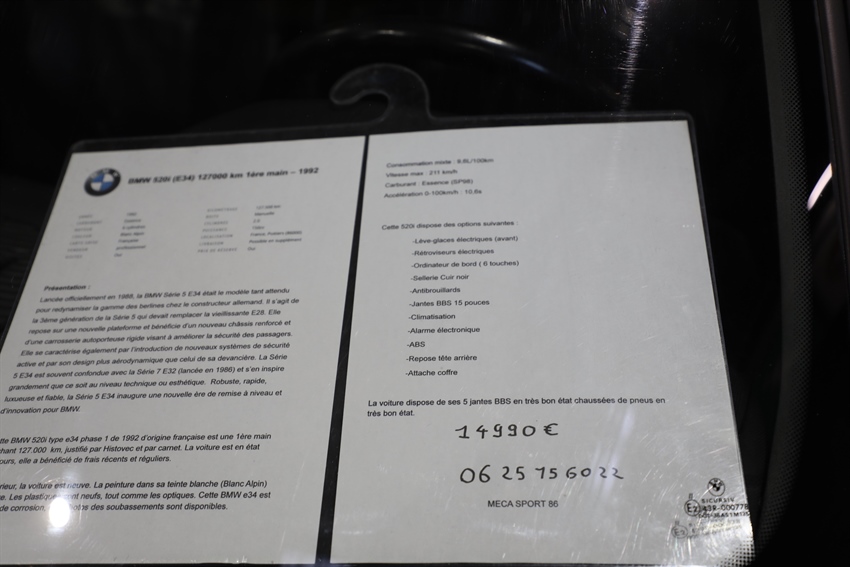 BMW 520i (E34) 127000 km 1ère main – 1992
Présentation :
Lancée officiellement en 1988, la BMW Série 5 E34 était le modèle tant attendu
pour redynamiser la gamme des berlines chez le constructeur allemand. Il s'agit de
la 3ème génération de la Série 5 qui devait remplacer la vieillissante E28. Elle
repose sur une nouvelle plateforme et bénéficie d'un nouveau châssis renforcé et
d'une carrosserie autoporteuse rigide visant à améliorer la sécurité des passagers.
Elle se caractérise également par l'introduction de nouveaux systèmes de sécurité
active et par son design plus aérodynamique que celui de sa devancière. La Série
5 E34 est souvent confondue avec la Série 7 E32 (lancée en 1986) et s'en inspire
grandement que ce soit au niveau technique ou esthétique. Robuste, rapide,
luxueuse et fiable, la Série 5 E34 inaugure une nouvelle ère de remise à niveau et
d'innovation pour BMW.
tte BMW 520i type e34 phase 1 de 1992 d'origine française est une 1ère main
hant 127.000 km, justifié par Histovec et par carnet. La voiture est en état
ours, elle a bénéficié de frais récents et réguliers.
rieur, la voiture est neuve. La peinture dans sa teinte blanche (Blanc Alpin)
e. Les plastiques sont neufs, tout comme les optiques. Cette BMW e34 est
de corrosion, des soubassements sont disponibles.
Consommation mixte : 9.6L/100km
Vitesse max : 211 km/h
Carburant : Essence (SP98)
Accélération 0-100km/h : 10,6s
Cette 520i dispose des options suivantes :
-Lève-glaces électriques (avant)
-Rétroviseurs électriques
-Ordinateur de bord ( 6 touches)
-Sellerie Cuir noir
-Antibrouillards
-Jantes BBS 15 pouces
-Climatisation
-Alarme électronique
-ABS
-Repose tête arrière
-Attache coffre
La voiture dispose de ses 5 jantes BBS en très bon état chaussées de pneus en
très bon état.
14990 €
06 25 756022
MECA SPORT 86
SICURSIV
E2 43R-000778